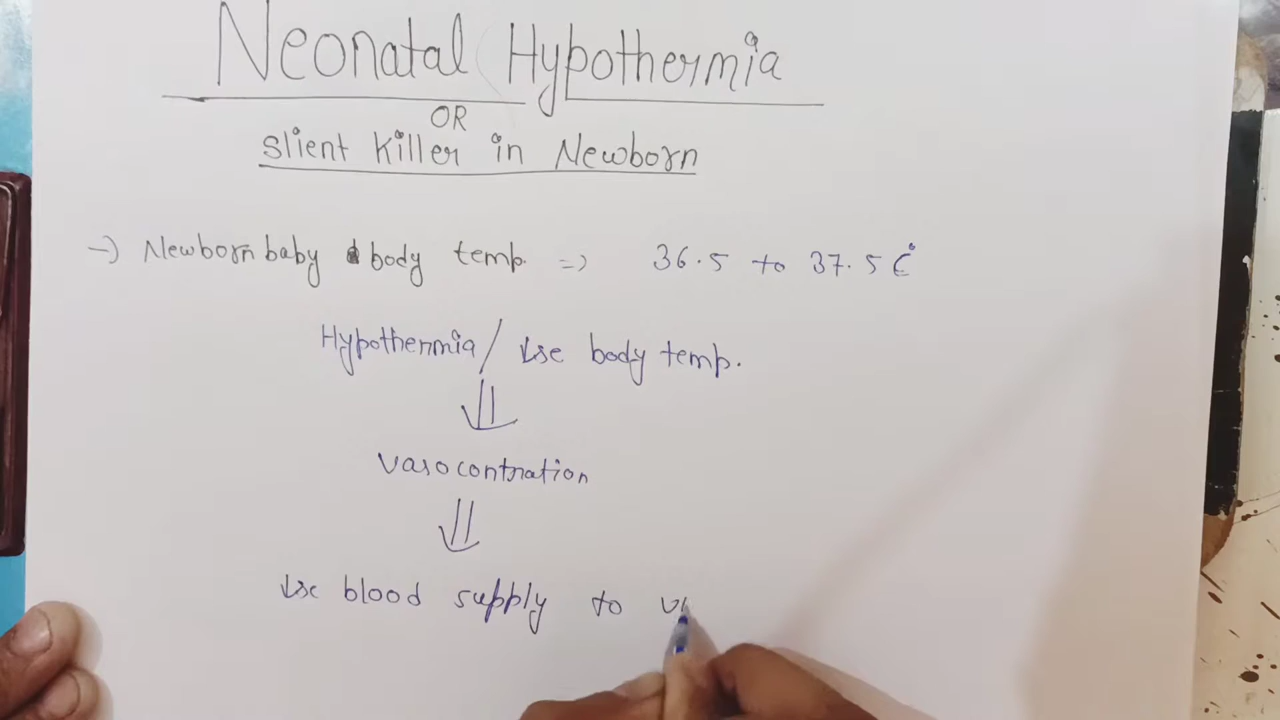 Neonatal Hypothermia
OR
slient killer in Newborn
-) Newborn baby body temp. => 36.5 to 37.5 C°
Hypothermia/ ↓se body temp.
⇓
vasocontration
⇓
↓se blood supply to vi